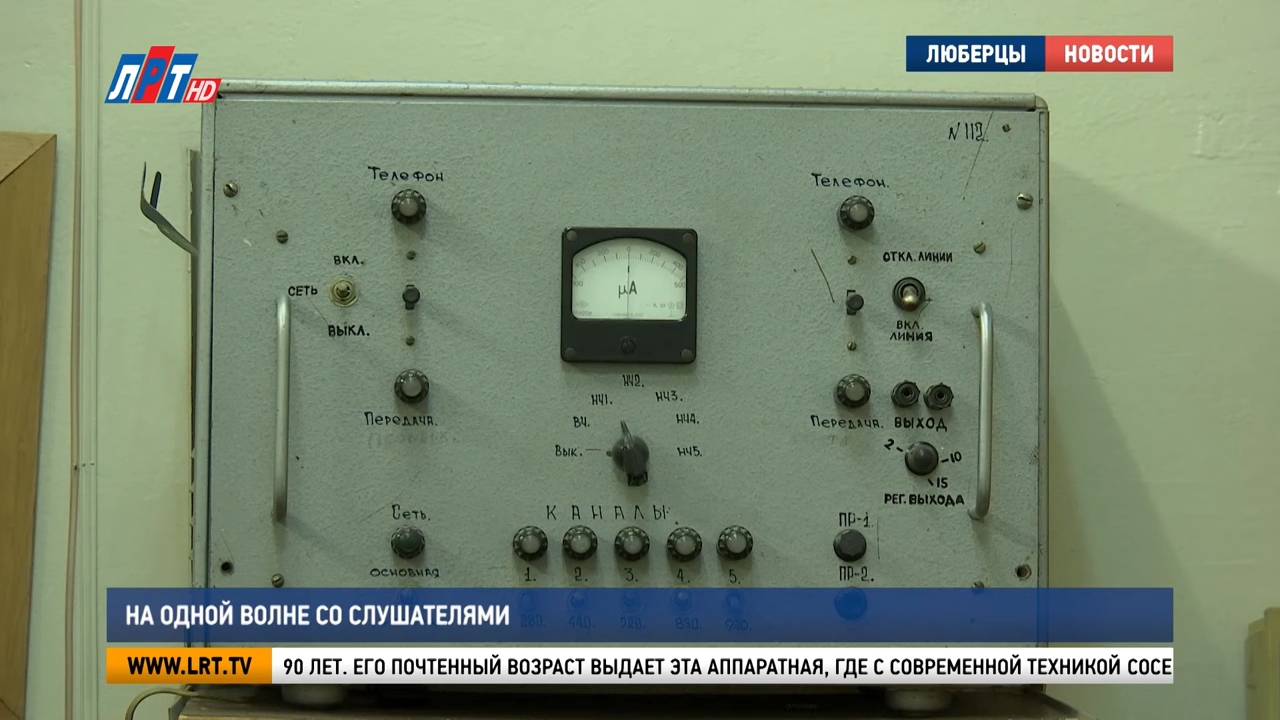 ЛРТ HD
ЛЮБЕРЦЫ НОВОСТИ
N 112.
Телефон
Телефон.
ВКЛ.
СЕТЬ
ВЫКЛ.
ОТКЛ. ЛИНИИ
ВКЛ.
ЛИНИЯ
μA
НЧ2.
НЧ1.
НЧ3.
ВЧ.
НЧ4.
Вык.
НЧ5.
Передача.
Передача.
ВЫХОД
2
10
15
РЕГ. ВЫХОДА
Сеть.
КАНАЛЫ.
ПР-1.
ОСНОВНАЯ
1. 2. 3. 4. 5.
ПР-2.
НА ОДНОЙ ВОЛНЕ СО СЛУШАТЕЛЯМИ
WWW.LRT.TV
90 ЛЕТ. ЕГО ПОЧТЕННЫЙ ВОЗРАСТ ВЫДАЕТ ЭТА АППАРАТНАЯ, ГДЕ С СОВРЕМЕННОЙ ТЕХНИКОЙ СОСЕ